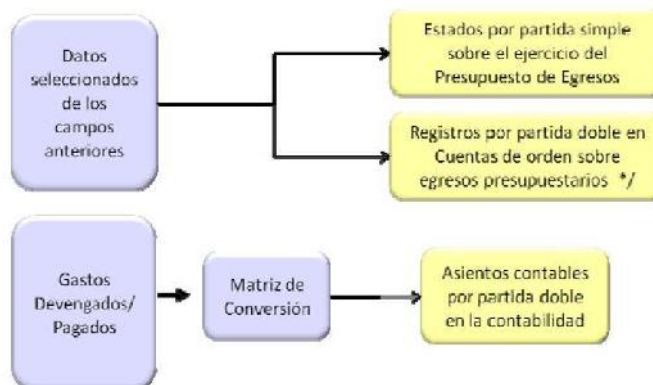 Datos
seleccionados
de los
campos
anteriores
Estados por partida simple
sobre el ejercicio del
Presupuesto de Egresos
Registros por partida doble en
Cuentas de orden sobre
egresos presupuestarios */
Gastos
Devengados/
Pagados
Matriz de
Conversión
Asientos contables
por partida doble
en la contabilidad